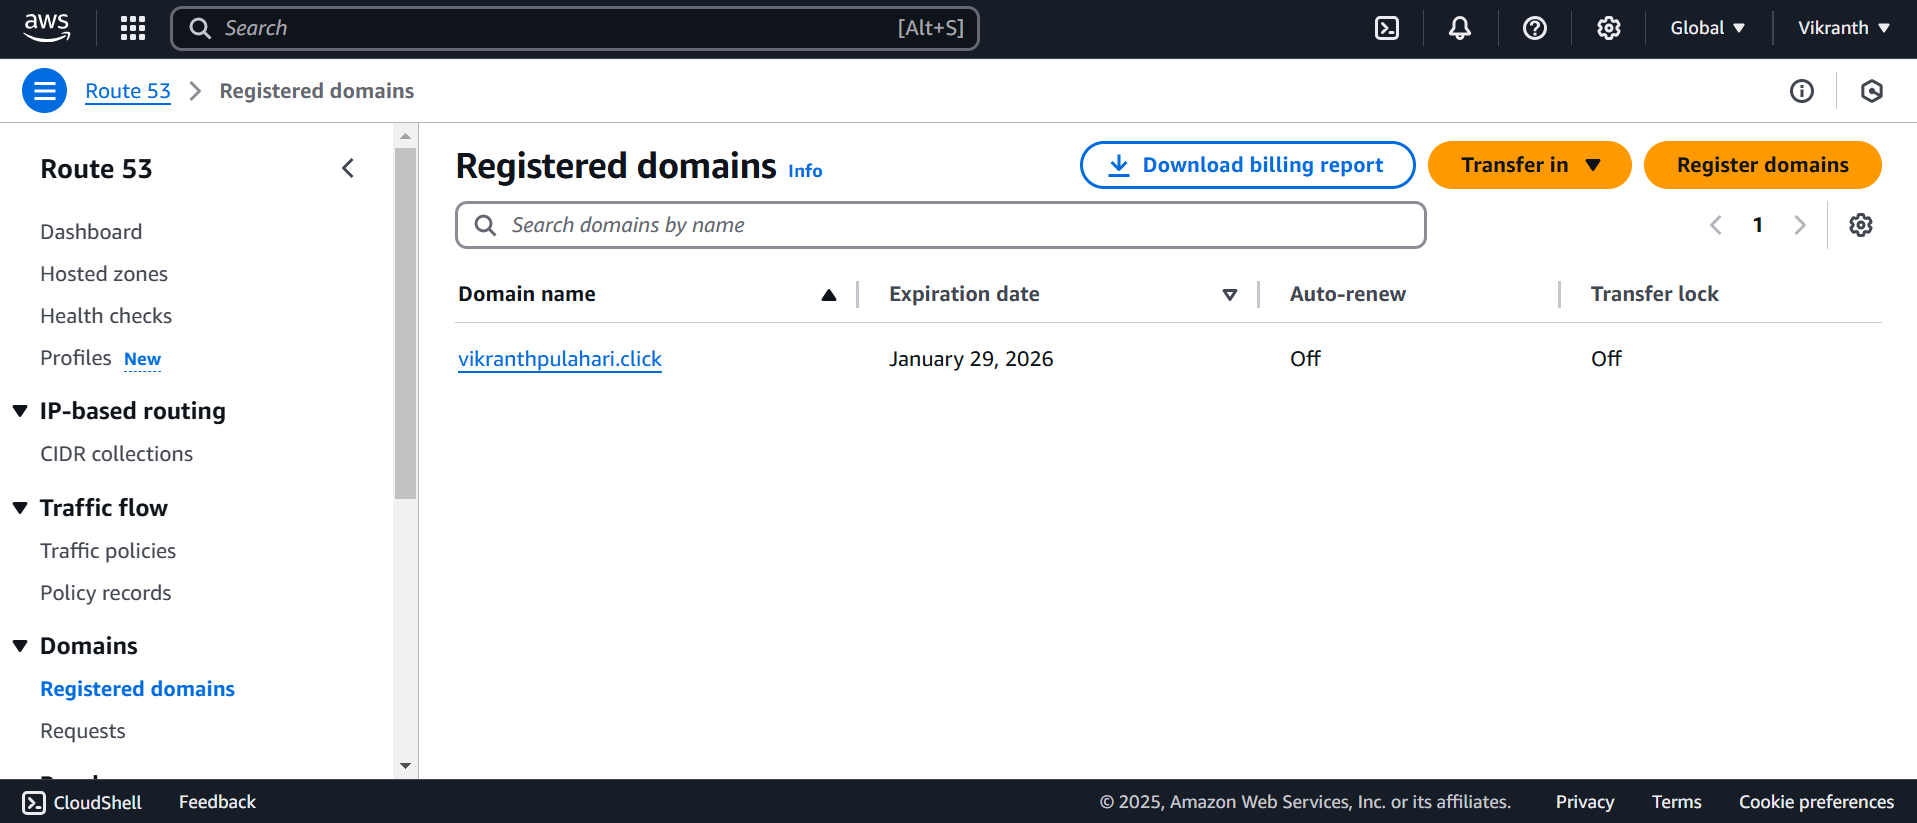 aws
Search [Alt+S] Global Vikranth
Route 53 Registered domains
Route 53
Dashboard
Hosted zones
Health checks
Profiles New
IP-based routing
CIDR collections
Traffic flow
Traffic policies
Policy records
Domains
Registered domains
Requests
Registered domains Info Download billing report Transfer in Register domains
Search domains by name 1
Domain name Expiration date Auto-renew Transfer lock
vikranthpulahari.click January 29, 2026 Off Off
CloudShell Feedback © 2025, Amazon Web Services, Inc. or its affiliates. Privacy Terms Cookie preferences